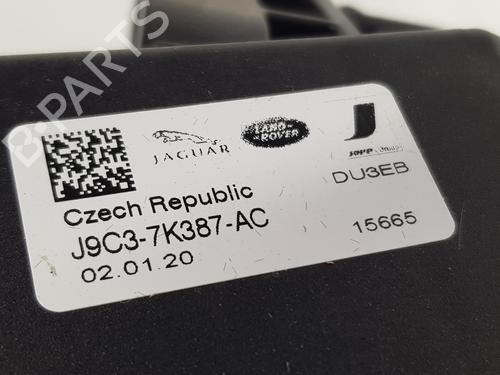 B-PARTS
JAGUAR
LAND ROVER
Czech Republic
DU3EB
J9C3-7K387-AC
15665
02.01.20